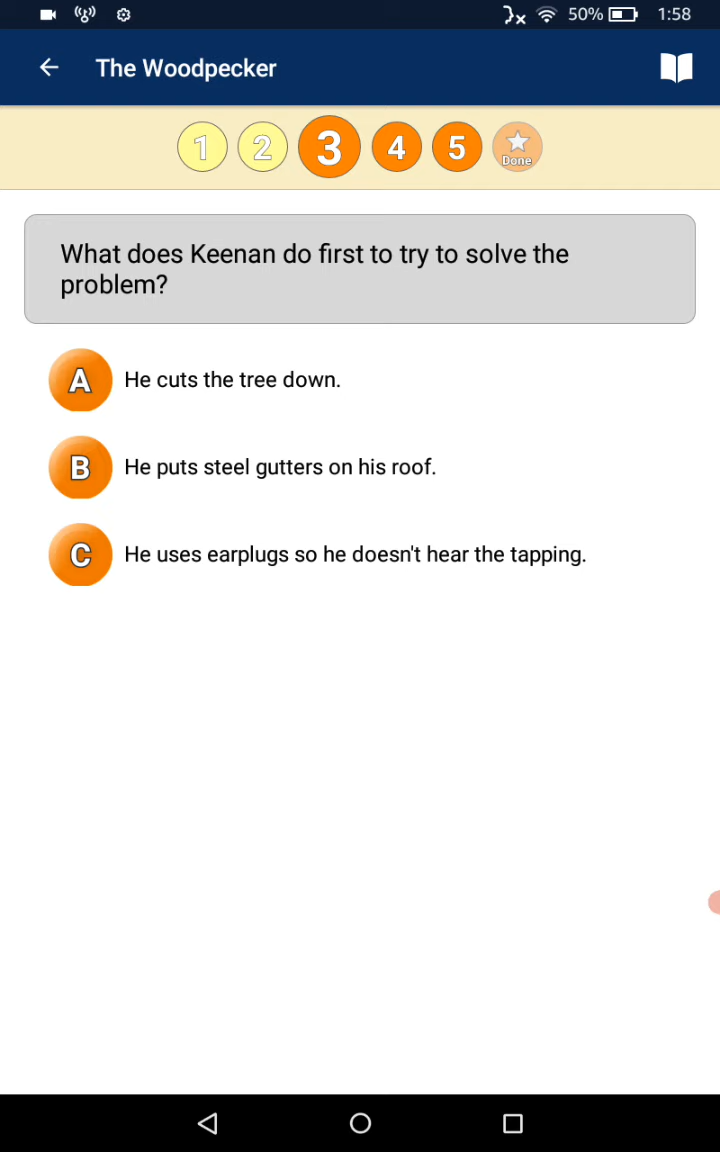 50% 1:58
The Woodpecker
1 2 3 4 5 Done
What does Keenan do first to try to solve the
problem?
A He cuts the tree down.
B He puts steel gutters on his roof.
C He uses earplugs so he doesn't hear the tapping.